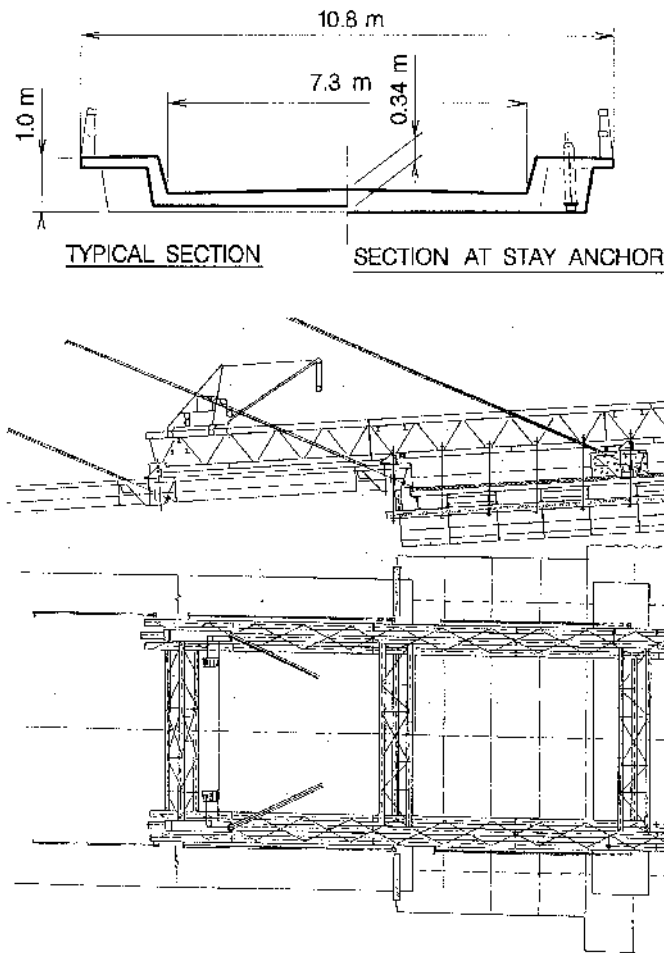 10.8 m
7.3 m
0.34 m
1.0 m
TYPICAL SECTION
SECTION AT STAY ANCHOR